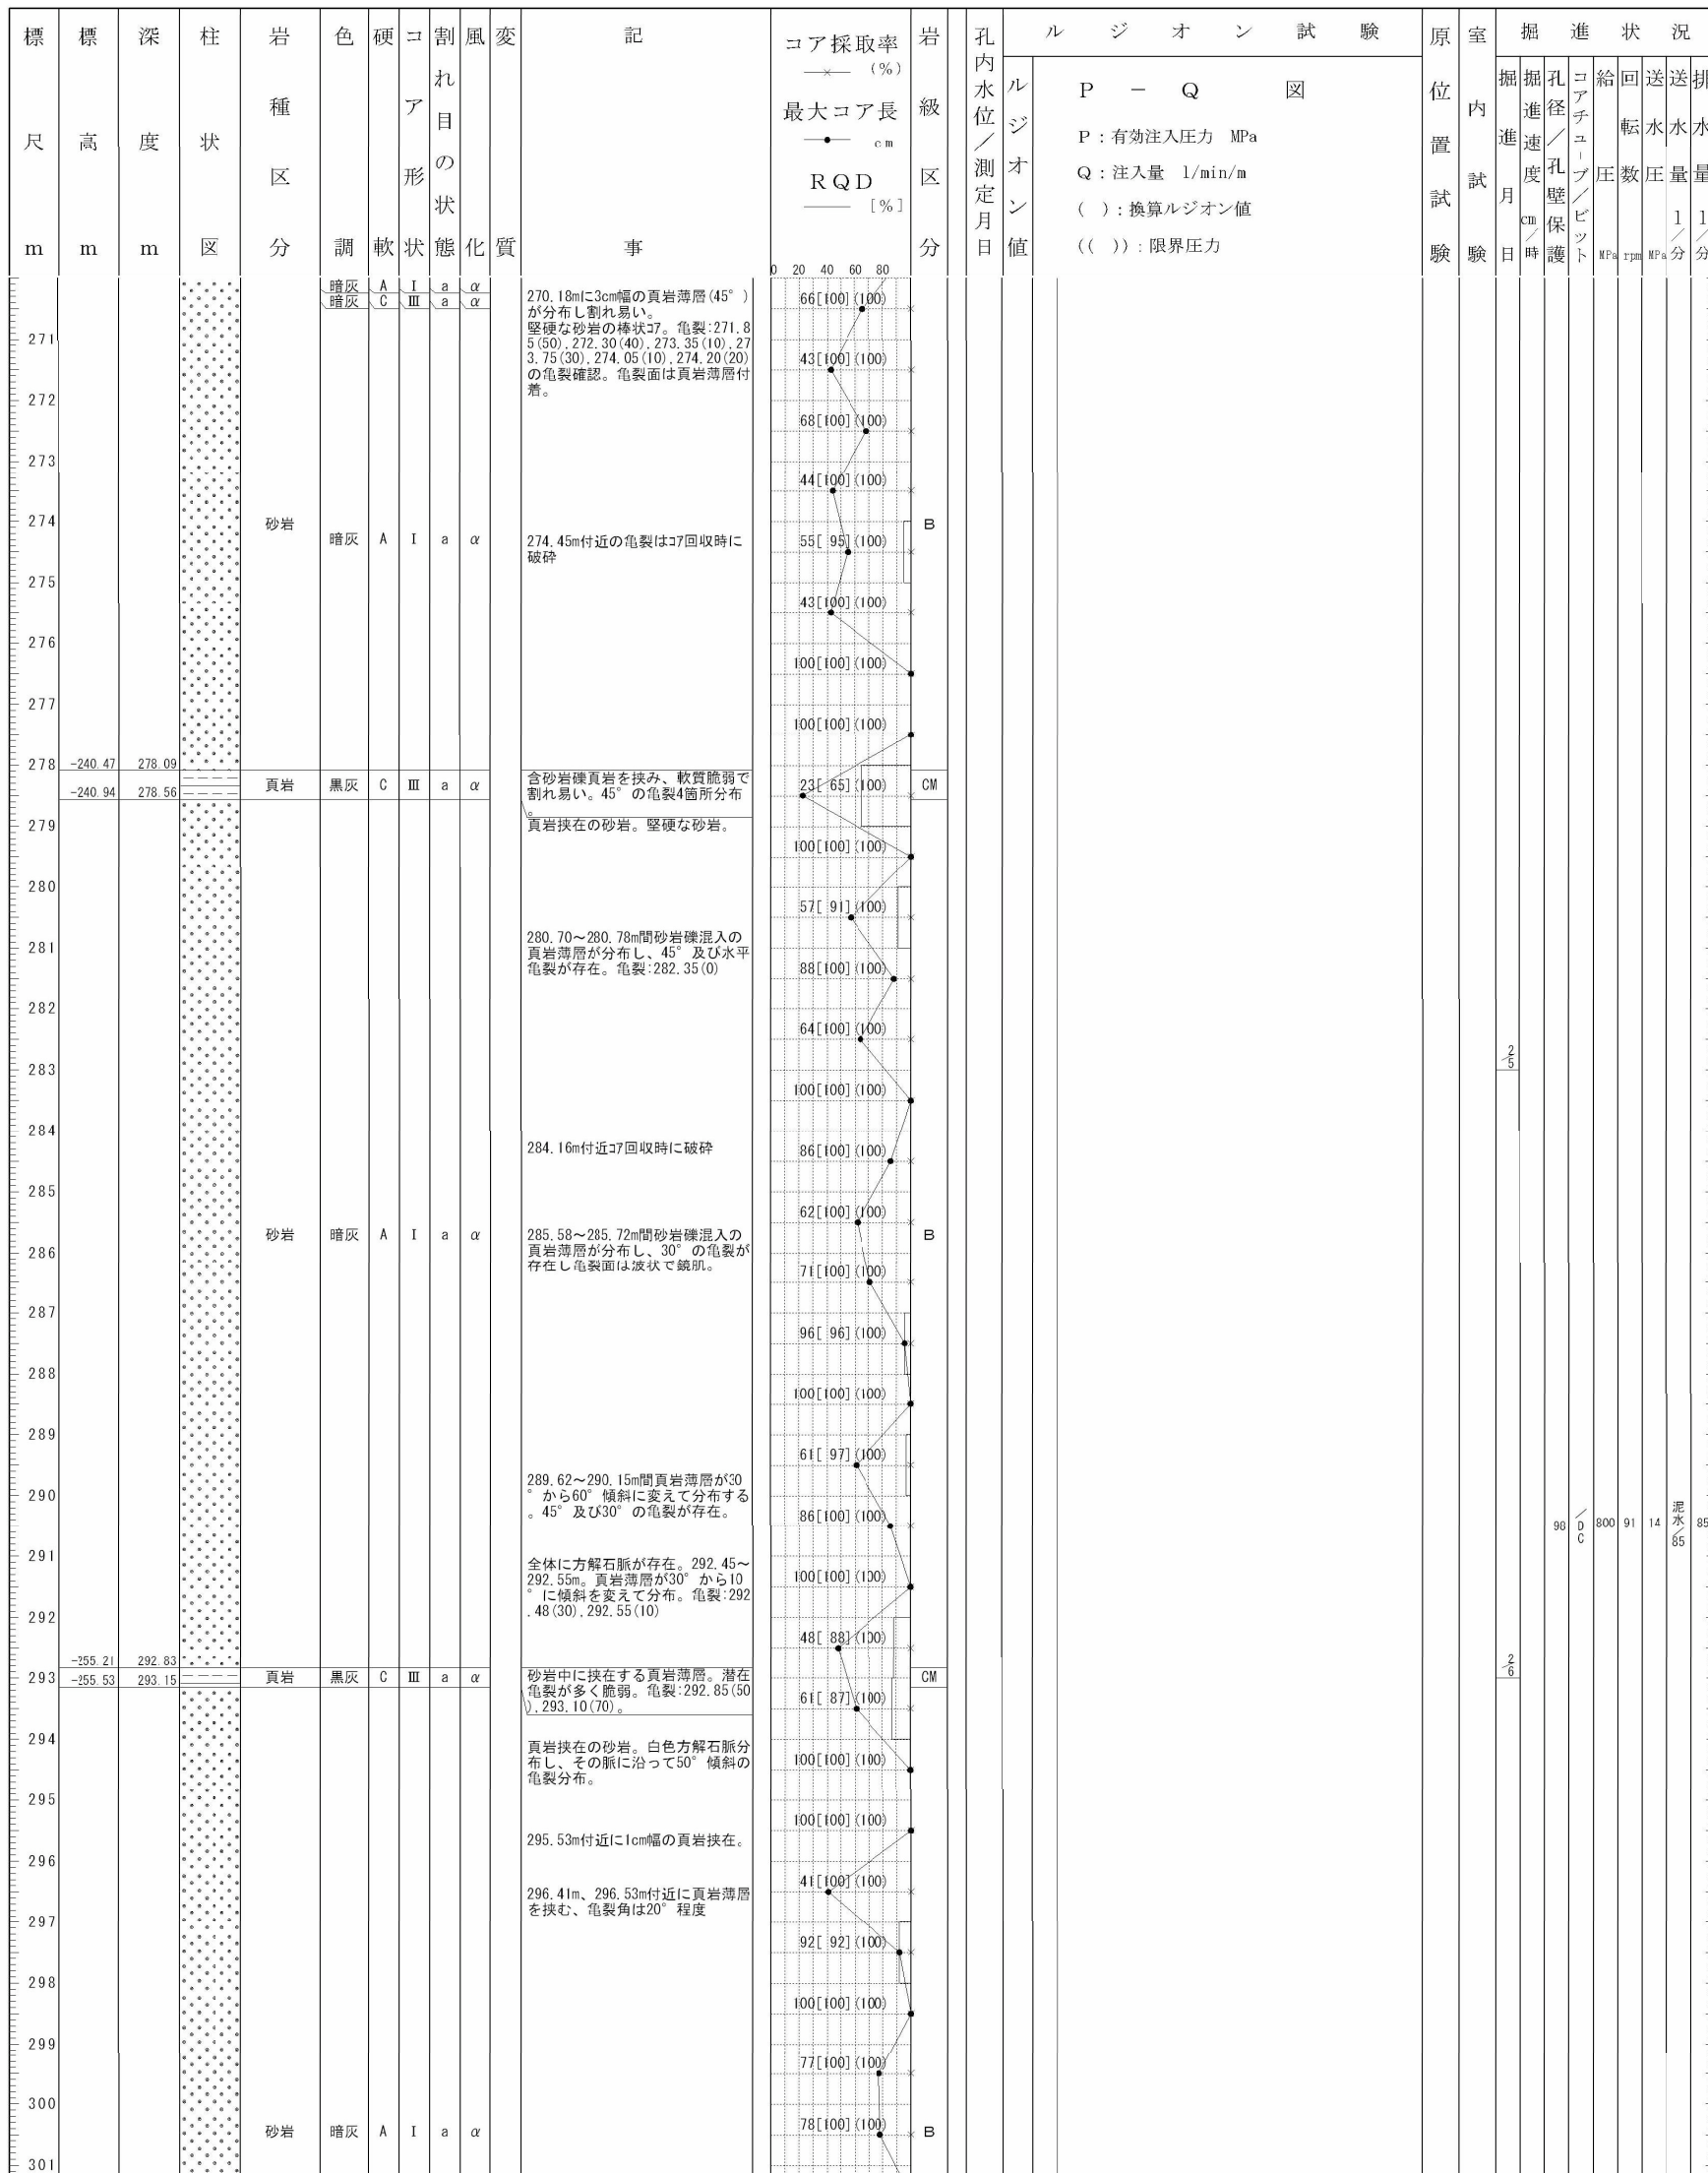 標尺m
標高m
深度m
柱状区
岩種区分
色調
硬軟
コア形状
割れ目の状態
風化
変質
記事
コア採取率
(%)
最大コア長
cm
RQD
[%]
0 20 40 60 80
岩級区分
孔内水位／測定月日
ルジオン試験
ルジオン値
P － Q 図
P：有効注入圧力 MPa
Q：注入量 l/min/m
( )：換算ルジオン値
(( ))：限界圧力
原位置試験
室内試験
掘進状況
掘進月日
掘進速度cm/時
孔径／孔壁保護
コアチューブ／ビット
給圧MPa
回転数rpm
送水圧MPa
送水量l/分
排水量l/分
暗灰 A I a α
暗灰 C Ⅲ a α
270.18mに3cm幅の頁岩薄層(45°)
が分布し割れ易い。
堅硬な砂岩の棒状コア。亀裂:271.8
5(50),272.30(40),273.35(10),27
3.75(30),274.05(10),274.20(20)
の亀裂確認。亀裂面は頁岩薄層付
着。
66[100](100)
271
43[100](100)
272
68[100](100)
273
44[100](100)
274
砂岩
B
暗灰 A I a α
274.45m付近の亀裂はコア回収時に
破砕
55[ 95](100)
275
43[100](100)
276
100[100](100)
277
100[100](100)
278 -240.47 278.09
頁岩 黒灰 C Ⅲ a α
含砂岩礫頁岩を挟み、軟質脆弱で
割れ易い。45°の亀裂4箇所分布
。
23[ 65](100)
CM
-240.94 278.56
279
頁岩挟在の砂岩。堅硬な砂岩。
100[100](100)
280
57[ 91](100)
281
280.70～280.78m間砂岩礫混入の
頁岩薄層が分布し、45°及び水平
亀裂が存在。亀裂:282.35(0)
88[100](100)
282
64[100](100)
2/5
283
100[100](100)
284
284.16m付近コア回収時に破砕
86[100](100)
285
62[100](100)
砂岩 暗灰 A I a α
285.58～285.72m間砂岩礫混入の
頁岩薄層が分布し、30°の亀裂が
存在し亀裂面は波状で鏡肌。
B
286
71[100](100)
287
96[ 96](100)
288
100[100](100)
289
61[ 97](100)
289.62～290.15m間頁岩薄層が30
°から60°傾斜に変えて分布する
。45°及び30°の亀裂が存在。
290
86[100](100)
98
／DC
800
91
14
泥水／85
85
291
全体に方解石脈が存在。292.45～
292.55m。頁岩薄層が30°から10
°に傾斜を変えて分布。亀裂:292
.48(30),292.55(10)
100[100](100)
292
48[ 88](100)
-255.21 292.83
2/6
293 -255.53 293.15
頁岩 黒灰 C Ⅲ a α
砂岩中に挟在する頁岩薄層。潜在
亀裂が多く脆弱。亀裂:292.85(50
),293.10(70)。
CM
61[ 87](100)
294
頁岩挟在の砂岩。白色方解石脈分
布し、その脈に沿って50°傾斜の
亀裂分布。
100[100](100)
295
100[100](100)
295.53m付近に1cm幅の頁岩挟在。
296
41[100](100)
296.41m、296.53m付近に頁岩薄層
を挟む、亀裂角は20°程度
297
92[ 92](100)
298
100[100](100)
299
77[100](100)
300
78[100](100)
砂岩 暗灰 A I a α
B
301